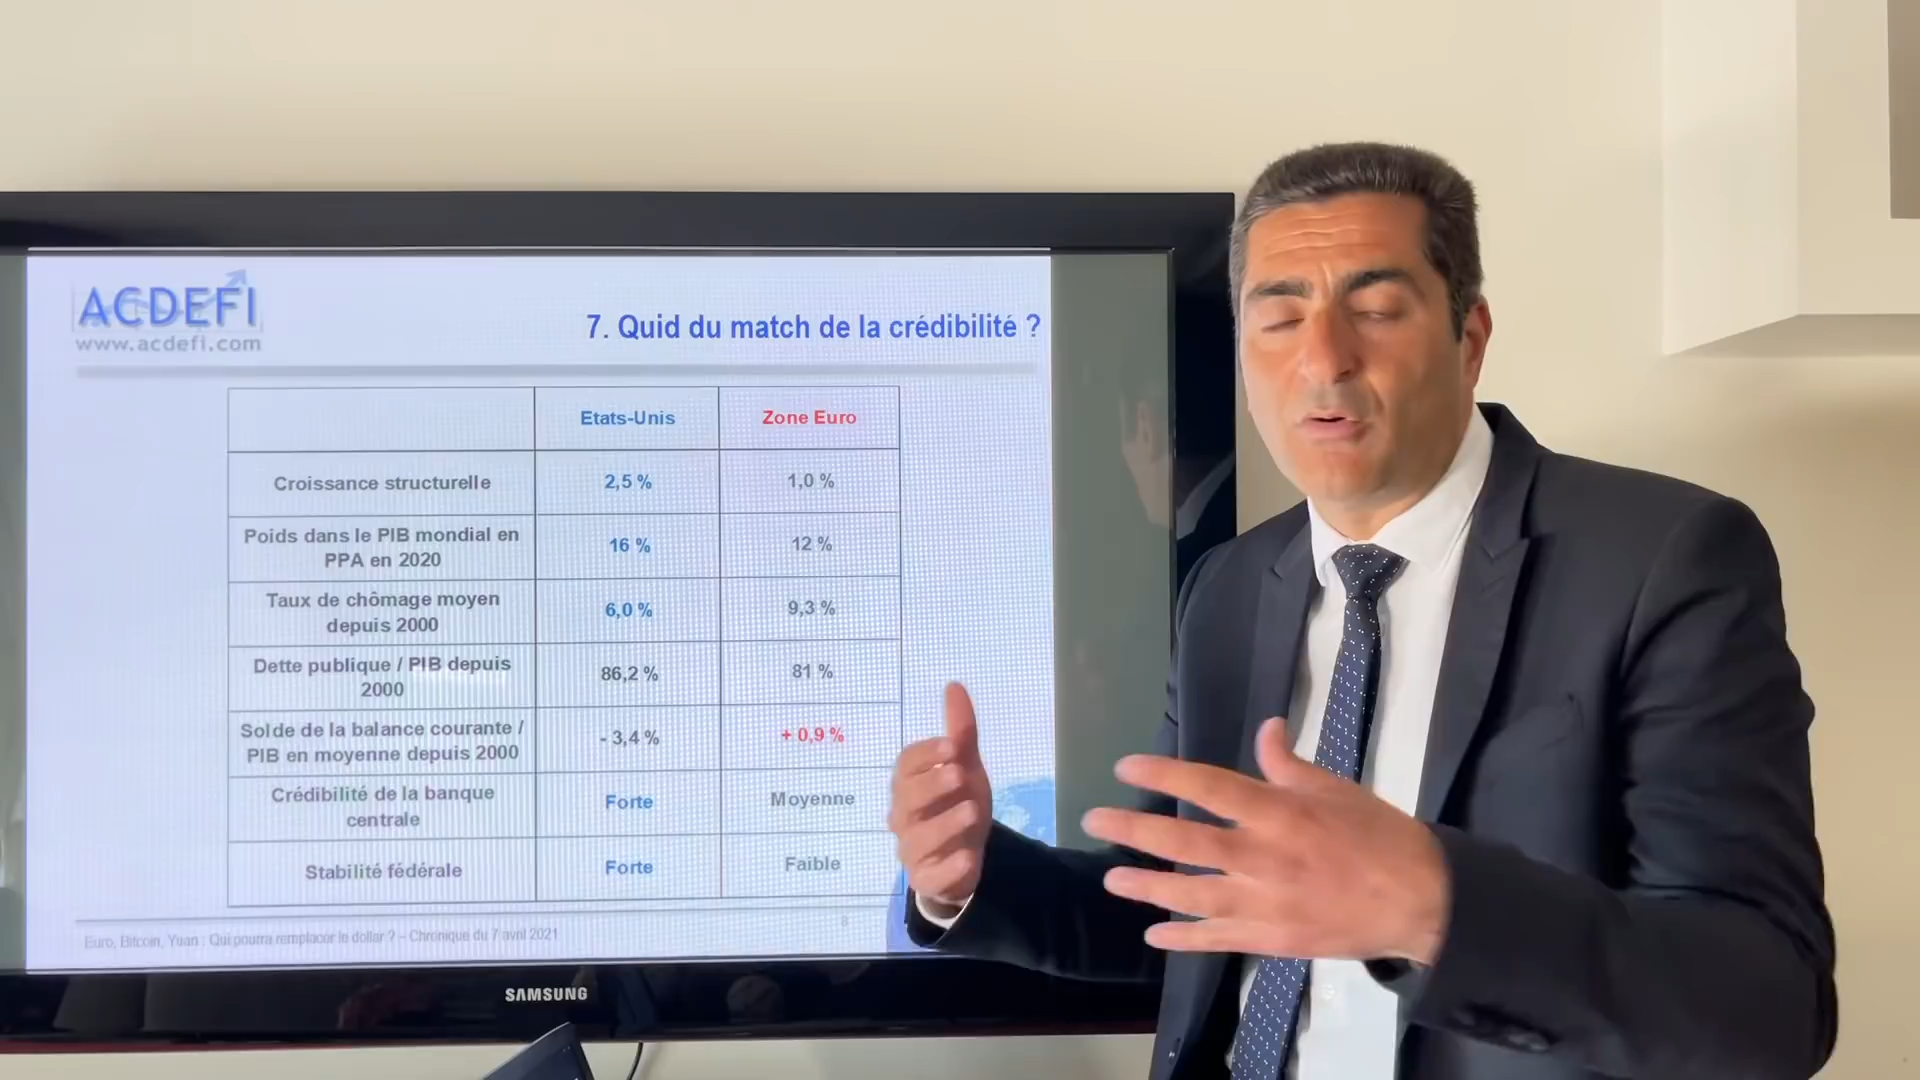 ACDEFI
www.acdefi.com
7. Quid du match de la crédibilité ?
Etats-Unis
Zone Euro
Croissance structurelle
2,5 %
1,0 %
Poids dans le PIB mondial en
PPA en 2020
16 %
12 %
Taux de chômage moyen
depuis 2000
6,0 %
9,3 %
Dette publique / PIB depuis
2000
86,2 %
81 %
Solde de la balance courante /
PIB en moyenne depuis 2000
- 3,4 %
+ 0,9 %
Crédibilité de la banque
centrale
Forte
Moyenne
Stabilité fédérale
Forte
Faible
8
Euro, Bitcoin, Yuan : Qui pourra remplacer le dollar ? – Chronique du 7 avril 2021
SAMSUNG